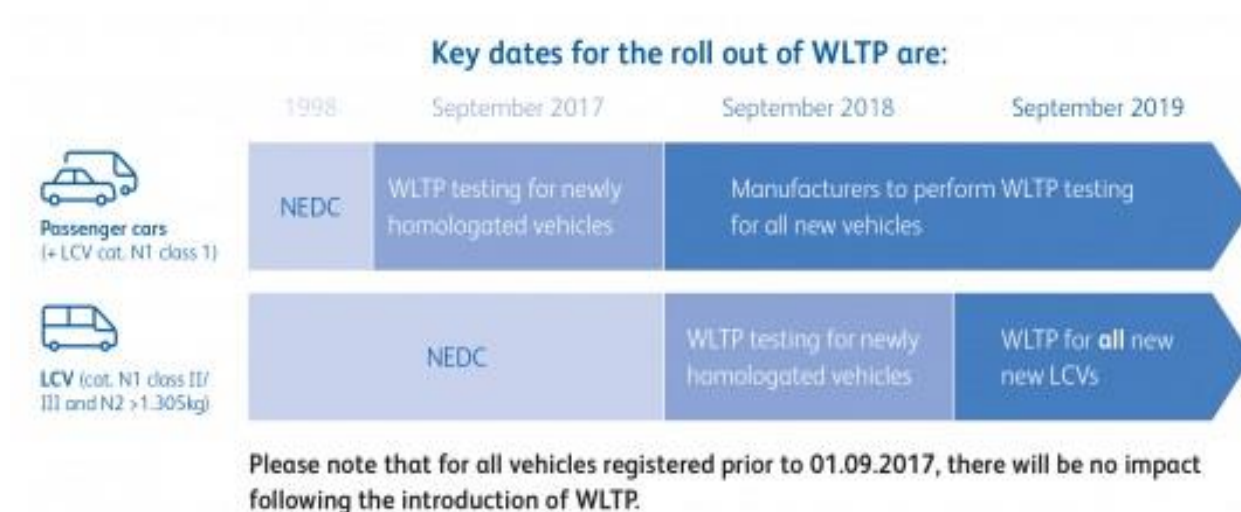 Key dates for the roll out of WLTP are:
1998
September 2017
September 2018
September 2019
Passenger cars
(+ LCV cat. N1 class 1)
NEDC
WLTP testing for newly
homologated vehicles
Manufacturers to perform WLTP testing
for all new vehicles
LCV (cat. N1 class II/
III and N2 >1.305kg)
NEDC
WLTP testing for newly
homologated vehicles
WLTP for all new
new LCVs
Please note that for all vehicles registered prior to 01.09.2017, there will be no impact
following the introduction of WLTP.